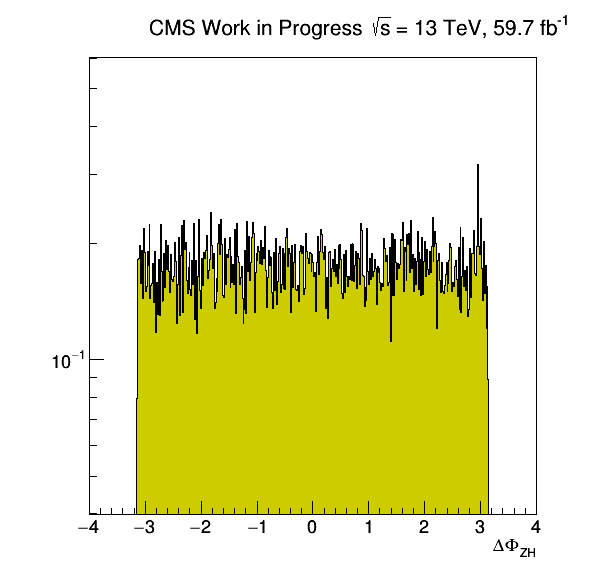 CMS Work in Progress √s = 13 TeV, 59.7 fb⁻¹
10⁻¹
−4 −3 −2 −1 0 1 2 3 4
ΔΦ_ZH